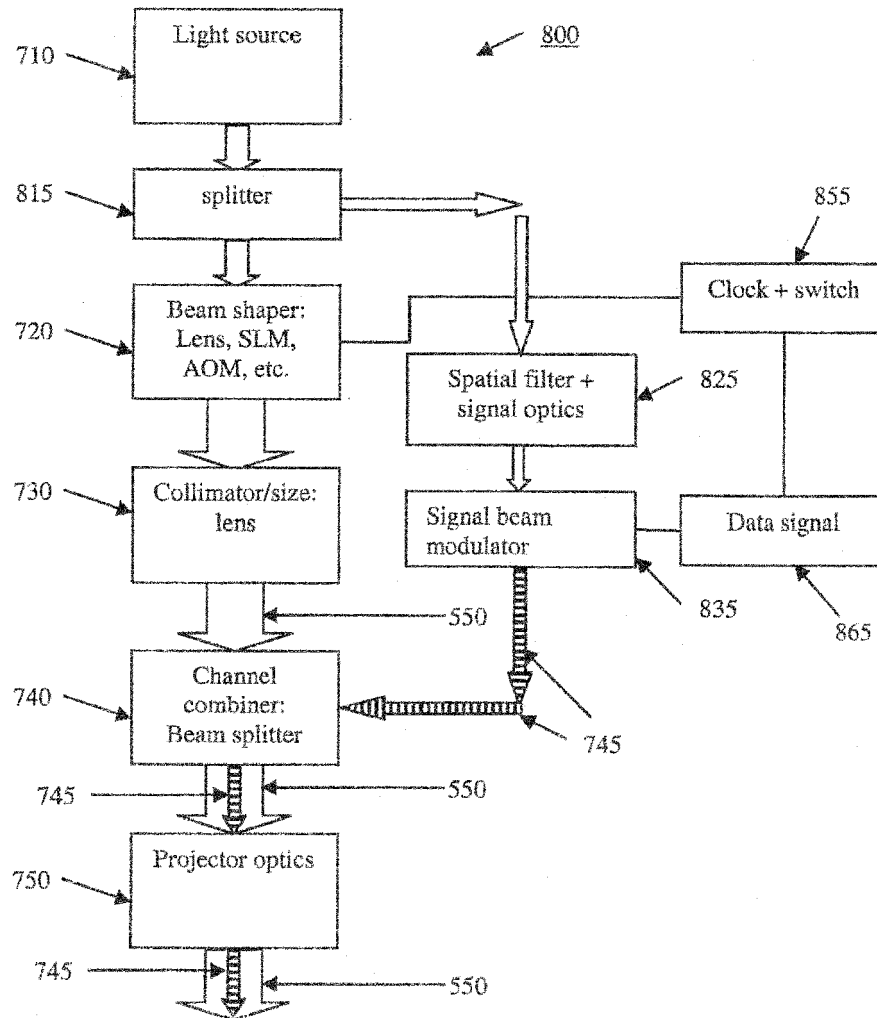 Light source
800
710
815
splitter
855
Clock + switch
Beam shaper:
Lens, SLM,
AOM, etc.
720
Spatial filter +
signal optics
825
730
Collimator/size:
lens
Signal beam
modulator
Data signal
550
835
865
740
Channel
combiner:
Beam splitter
745
745
550
Projector optics
750
745
550